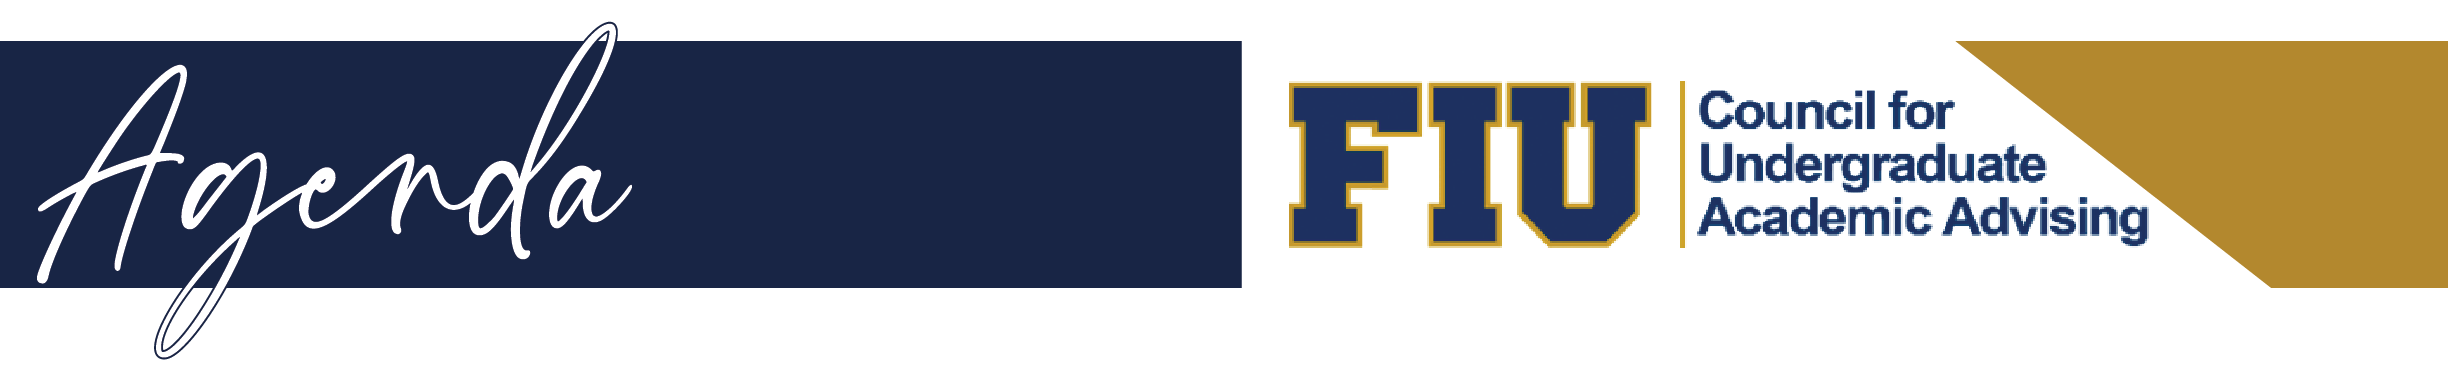 Agenda
FIU
Council for
Undergraduate
Academic Advising